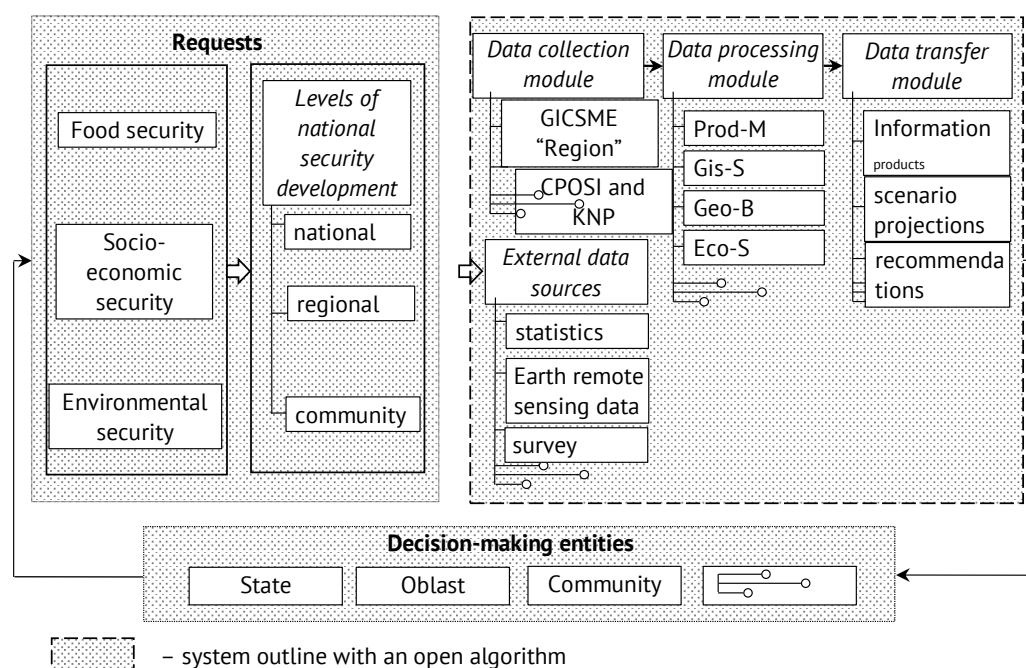 Requests
Food security
Socio-
economic
security
Environmental
security
Levels of
national
security
development
national
regional
community
Data collection
module
GICSME
“Region”
CPOSI and
KNP
External data
sources
statistics
Earth remote
sensing data
survey
Data processing
module
Prod-M
Gis-S
Geo-B
Eco-S
Data transfer
module
Information
products
scenario
projections
recommenda
tions
Decision-making entities
State
Oblast
Community
– system outline with an open algorithm